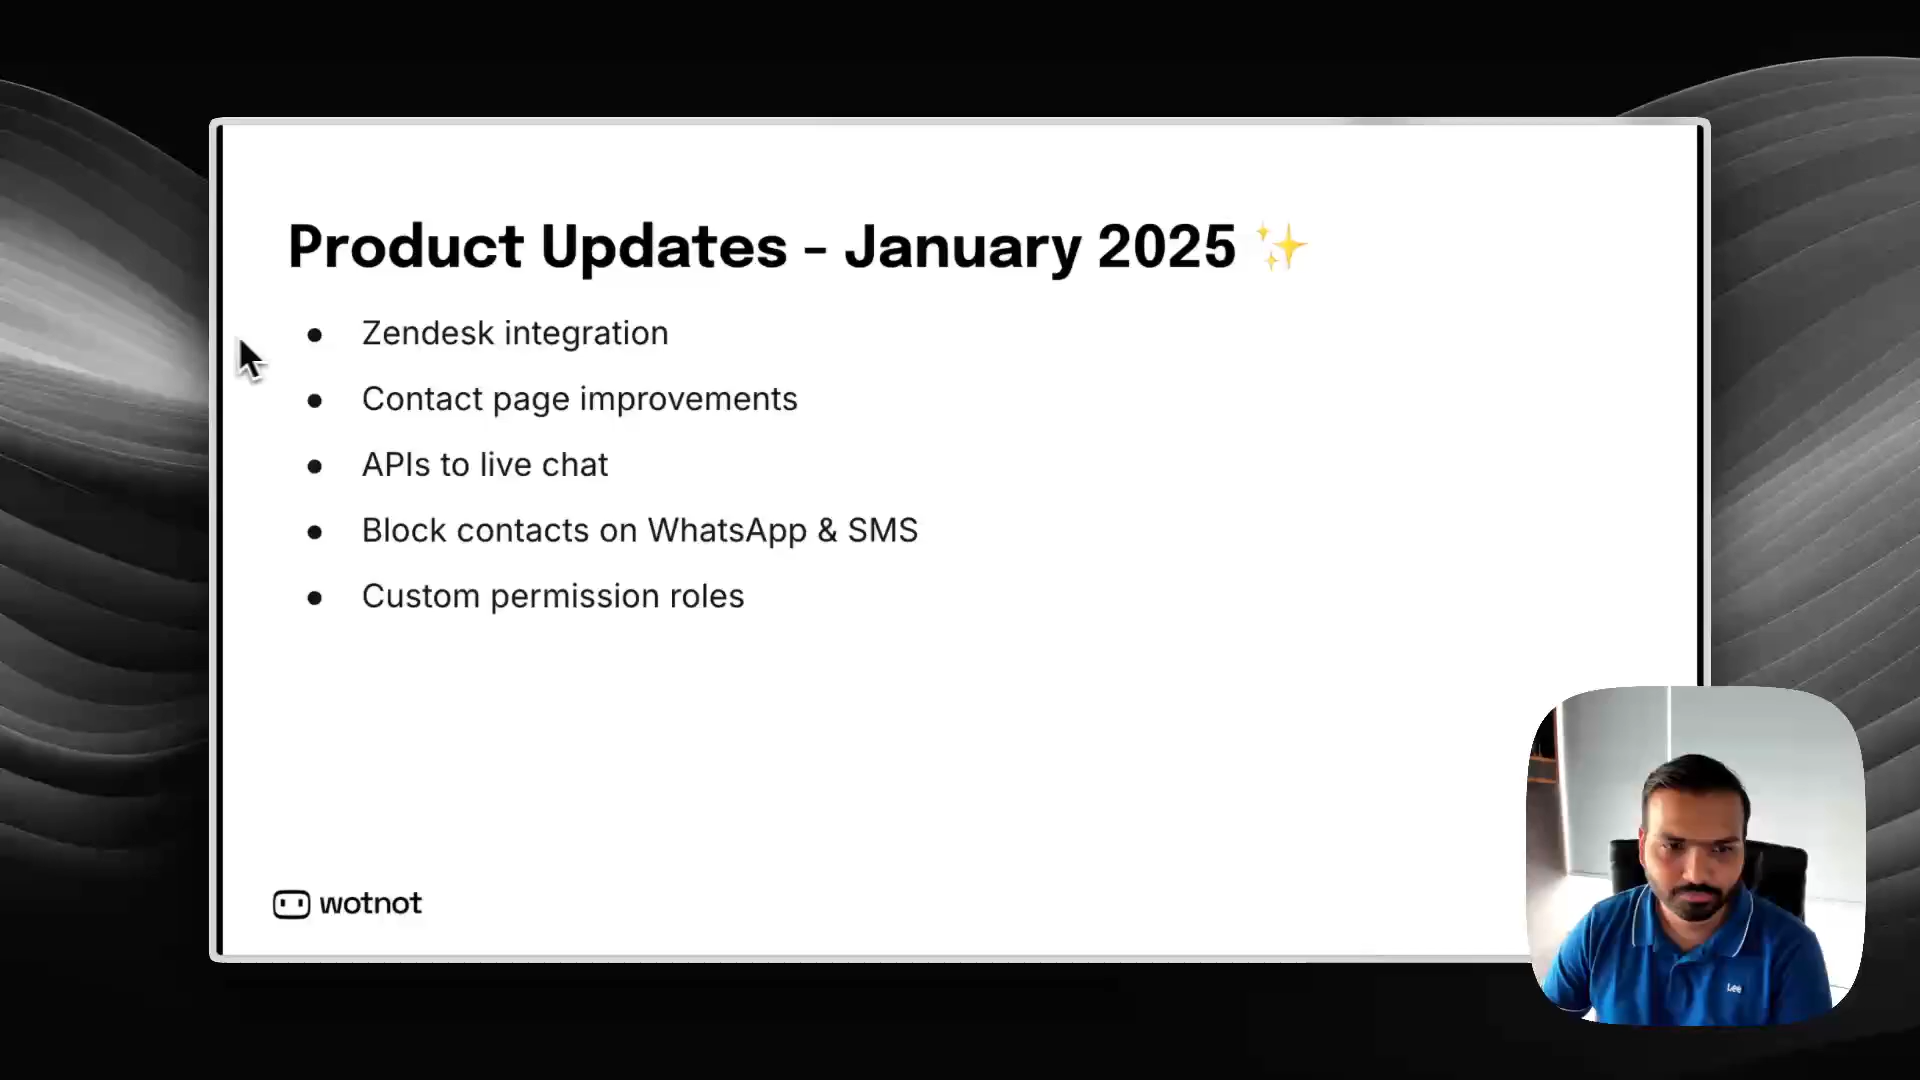 Product Updates - January 2025 ✨
● Zendesk integration
● Contact page improvements
● APIs to live chat
● Block contacts on WhatsApp & SMS
● Custom permission roles
wotnot
Lee